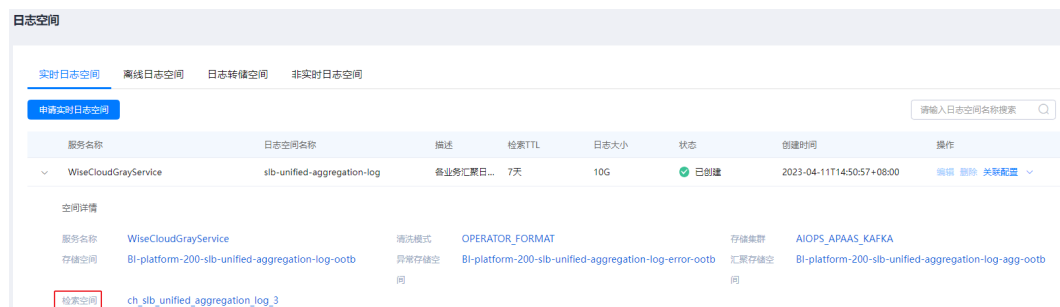 日志空间
实时日志空间 离线日志空间 日志转储空间 非实时日志空间
申请实时日志空间 请输入日志空间名称搜索
服务名称 日志空间名称 描述 检索TTL 日志大小 状态 创建时间 操作
WiseCloudGrayService slb-unified-aggregation-log 各业务汇聚日... 7天 10G 已创建 2023-04-11T14:50:57+08:00 编辑 删除 关联配置
空间详情
服务名称 WiseCloudGrayService 清洗模式 OPERATOR_FORMAT 存储集群 AIOPS_APAAS_KAFKA
存储空间 BI-platform-200-slb-unified-aggregation-log-ootb 异常存储空间 BI-platform-200-slb-unified-aggregation-log-error-ootb 汇聚存储空间 BI-platform-200-slb-unified-aggregation-log-agg-ootb
检索空间 ch_slb_unified_aggregation_log_3